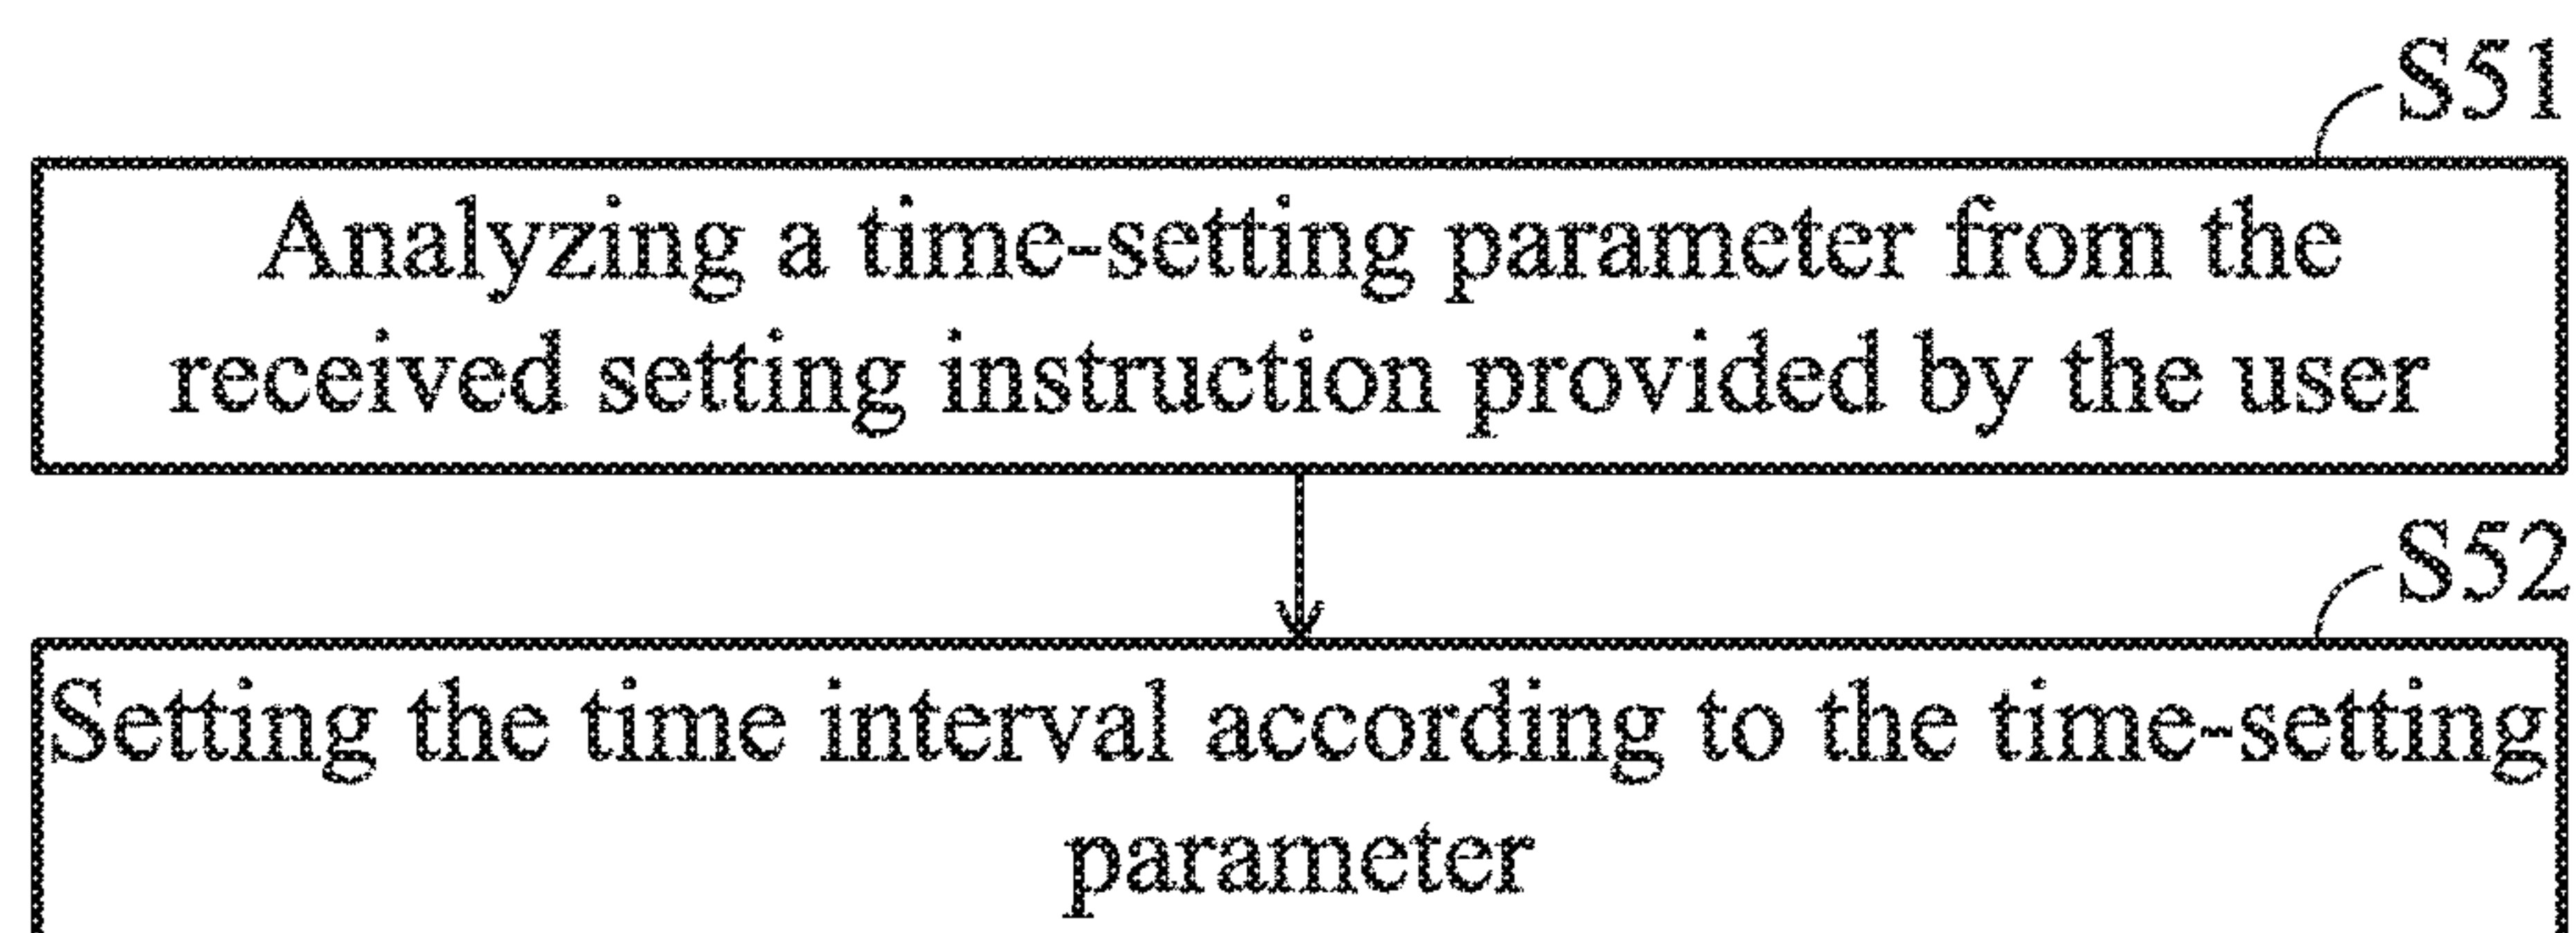 S51
Analyzing a time-setting parameter from the
received setting instruction provided by the user
S52
Setting the time interval according to the time-setting
parameter